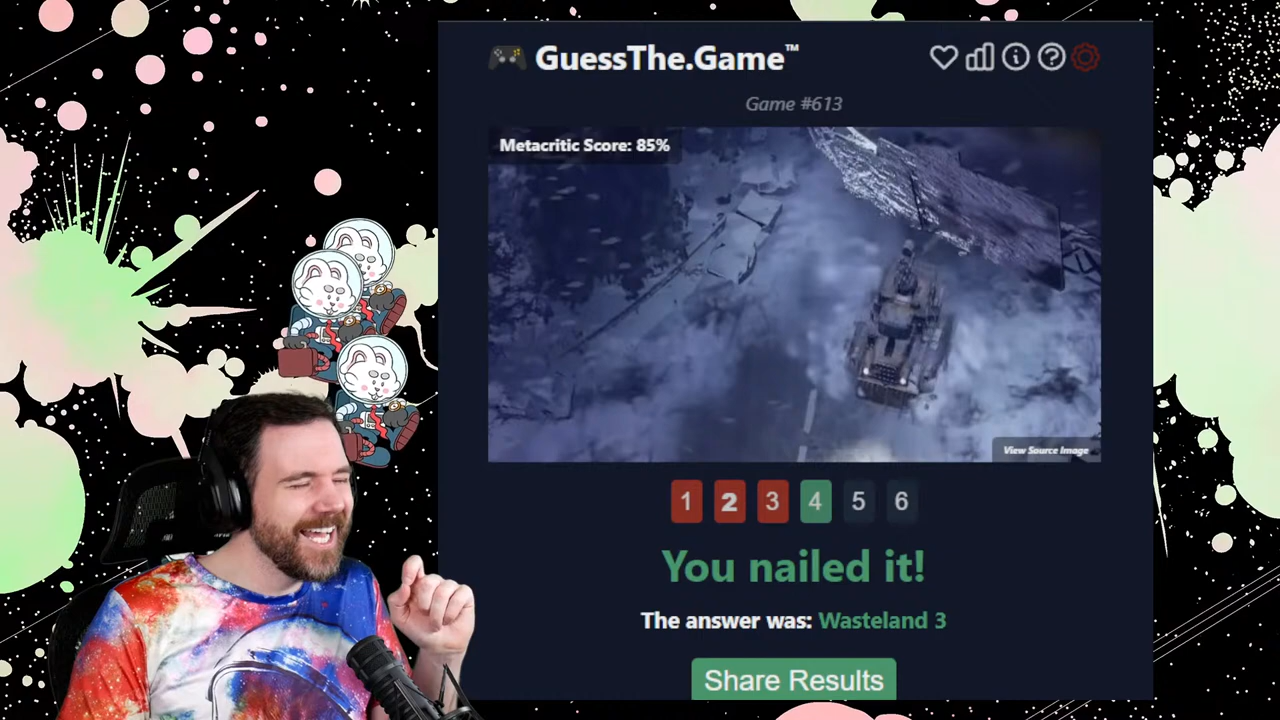 GuessThe.Game™
Game #613
Metacritic Score: 85%
View Source Image
1 2 3 4 5 6
You nailed it!
The answer was: Wasteland 3
Share Results